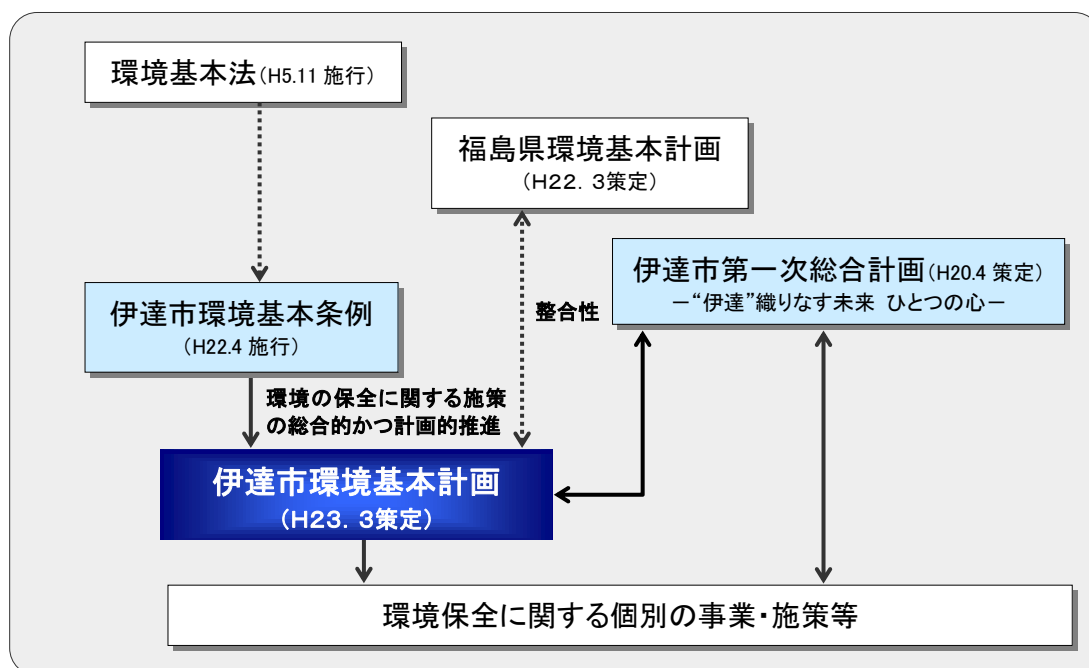 環境基本法(H5.11 施行)
福島県環境基本計画
(H22. 3策定)
伊達市第一次総合計画(H20.4 策定)
－“伊達”織りなす未来 ひとつの心－
伊達市環境基本条例
(H22.4 施行)
整合性
環境の保全に関する施策
の総合的かつ計画的推進
伊達市環境基本計画
(H23. 3策定)
環境保全に関する個別の事業・施策等